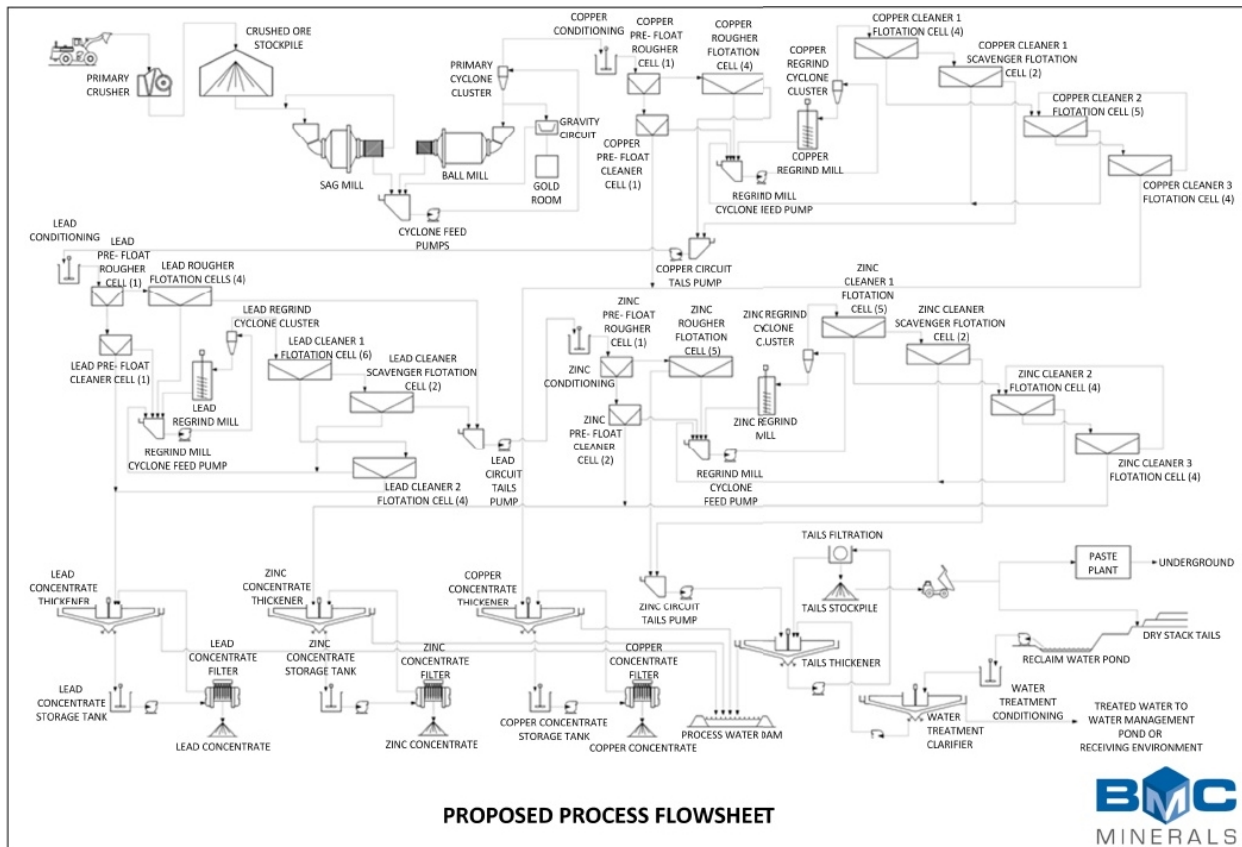 CRUSHED ORE
STOCKPILE
PRIMARY
CRUSHER
SAG MILL
BALL MILL
PRIMARY
CYCLONE
CLUSTER
GRAVITY
CIRCUIT
GOLD
ROOM
CYCLONE FEED
PUMPS
COPPER
CONDITIONING
COPPER
PRE- FLOAT
ROUGHER
CELL (1)
COPPER
ROUGHER
FLOTATION
CELL (4)
COPPER
PRE- FLOAT
CLEANER
CELL (1)
COPPER
REGRIND
CYCLONE
CLUSTER
COPPER
REGRIND MILL
REGRIND MILL
CYCLONE FEED PUMP
COPPER CLEANER 1
FLOTATION CELL (4)
COPPER CLEANER 1
SCAVENGER FLOTATION
CELL (2)
COPPER CLEANER 2
FLOTATION CELL (5)
COPPER CLEANER 3
FLOTATION CELL (4)
COPPER CIRCUIT
TALS PUMP
LEAD
CONDITIONING
LEAD
PRE- FLOAT
ROUGHER
CELL (1)
LEAD ROUGHER
FLOTATION CELLS (4)
LEAD REGRIND
CYCLONE CLUSTER
LEAD PRE- FLOAT
CLEANER CELL (1)
LEAD
REGRIND MILL
REGRIND MILL
CYCLONE FEED PUMP
LEAD CLEANER 1
FLOTATION CELL (6)
LEAD CLEANER
SCAVENGER FLOTATION
CELL (2)
LEAD CLEANER 2
FLOTATION CELL (4)
LEAD
CIRCUIT
TAILS
PUMP
ZINC
CONDITIONING
ZINC
PRE- FLOAT
ROUGHER
CELL (1)
ZINC
ROUGHER
FLOTATION
CELL (5)
ZINC
PRE- FLOAT
CLEANER
CELL (2)
ZINC REGRIND
CYCLONE
CLUSTER
ZINC REGRIND
MILL
REGRIND MILL
CYCLONE
FEED PUMP
ZINC
CLEANER 1
FLOTATION
CELL (5)
ZINC CLEANER
SCAVENGER FLOTATION
CELL (2)
ZINC CLEANER 2
FLOTATION CELL (4)
ZINC CLEANER 3
FLOTATION CELL (4)
LEAD
CONCENTRATE
THICKENER
ZINC
CONCENTRATE
THICKENER
COPPER
CONCENTRATE
THICKENER
ZINC CIRCUIT
TAILS PUMP
TAILS FILTRATION
TAILS STOCKPILE
PASTE
PLANT
UNDERGROUND
DRY STACK TAILS
RECLAIM WATER POND
TAILS THICKENER
LEAD
CONCENTRATE
STORAGE TANK
LEAD
CONCENTRATE
FILTER
LEAD CONCENTRATE
ZINC
CONCENTRATE
STORAGE TANK
ZINC
CONCENTRATE
FILTER
ZINC CONCENTRATE
COPPER CONCENTRATE
STORAGE TANK
COPPER
CONCENTRATE
FILTER
COPPER CONCENTRATE
PROCESS WATER DAM
WATER
TREATMENT
CLARIFIER
WATER
TREATMENT
CONDITIONING
TREATED WATER TO
WATER MANAGEMENT
POND OR
RECEIVING ENVIRONMENT
PROPOSED PROCESS FLOWSHEET
BMC
MINERALS